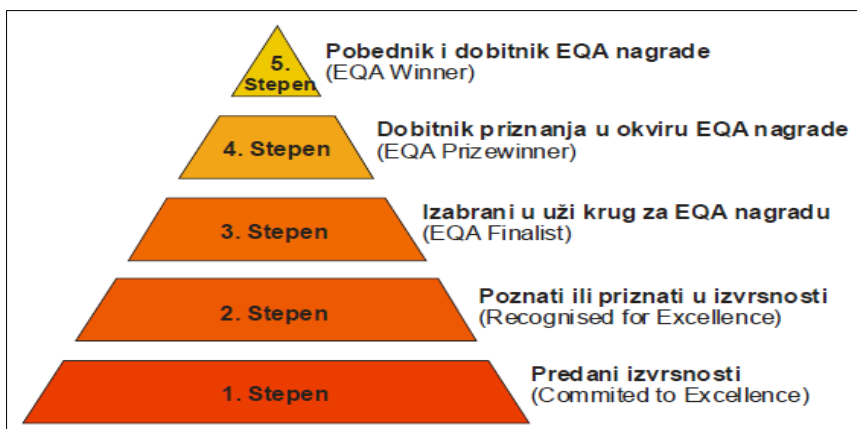 5.
Stepen
Pobednik i dobitnik EQA nagrade
(EQA Winner)
4. Stepen
Dobitnik priznanja u okviru EQA nagrade
(EQA Prizewinner)
3. Stepen
Izabrani u uži krug za EQA nagradu
(EQA Finalist)
2. Stepen
Poznati ili priznati u izvrsnosti
(Recognised for Excellence)
1. Stepen
Predani izvrsnosti
(Commited to Excellence)